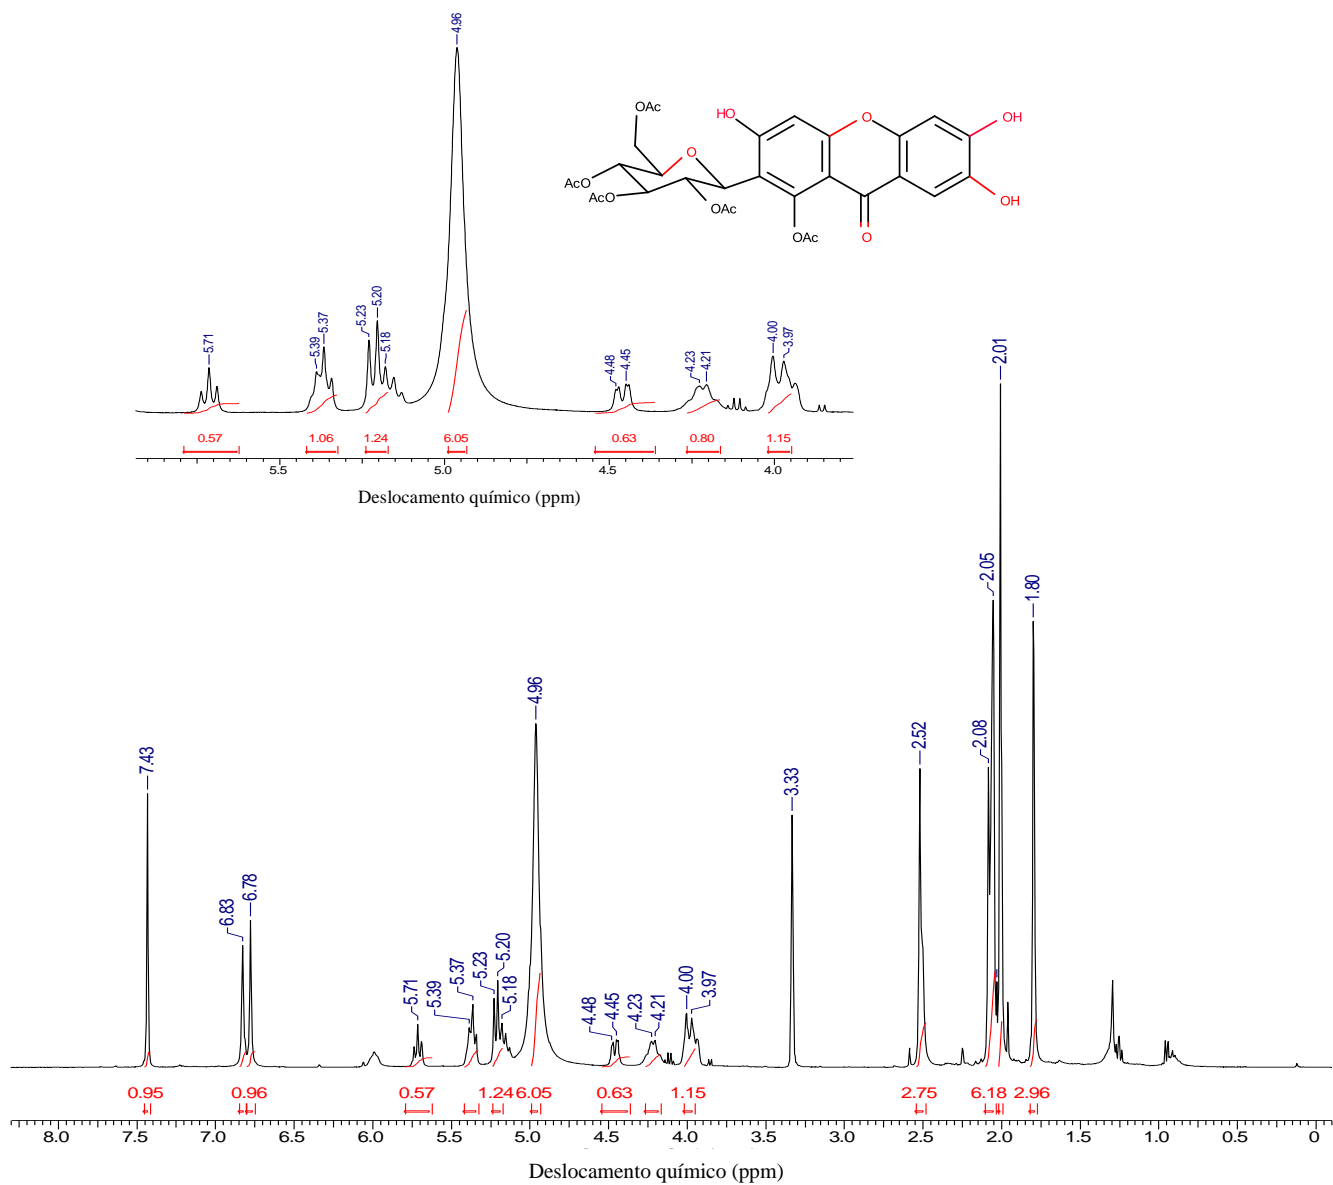 4.96
OAc
HO
O
OH
O
AcO
AcO
OAc
OH
OAc
O
5.71
5.39
5.37
5.23
5.20
5.18
4.48
4.45
4.23
4.21
4.00
3.97
0.57 1.06 1.24 6.05 0.63 0.80 1.15
5.5 5.0 4.5 4.0
Deslocamento químico (ppm)
7.43
6.83
6.78
5.71
5.39
5.37
5.23
5.20
5.18
4.96
4.48
4.45
4.23
4.21
4.00
3.97
3.33
2.52
2.08
2.05
2.01
1.80
0.95 0.96 0.57 1.24 6.05 0.63 1.15 2.75 6.18 2.96
8.0 7.5 7.0 6.5 6.0 5.5 5.0 4.5 4.0 3.5 3.0 2.5 2.0 1.5 1.0 0.5 0
Deslocamento químico (ppm)